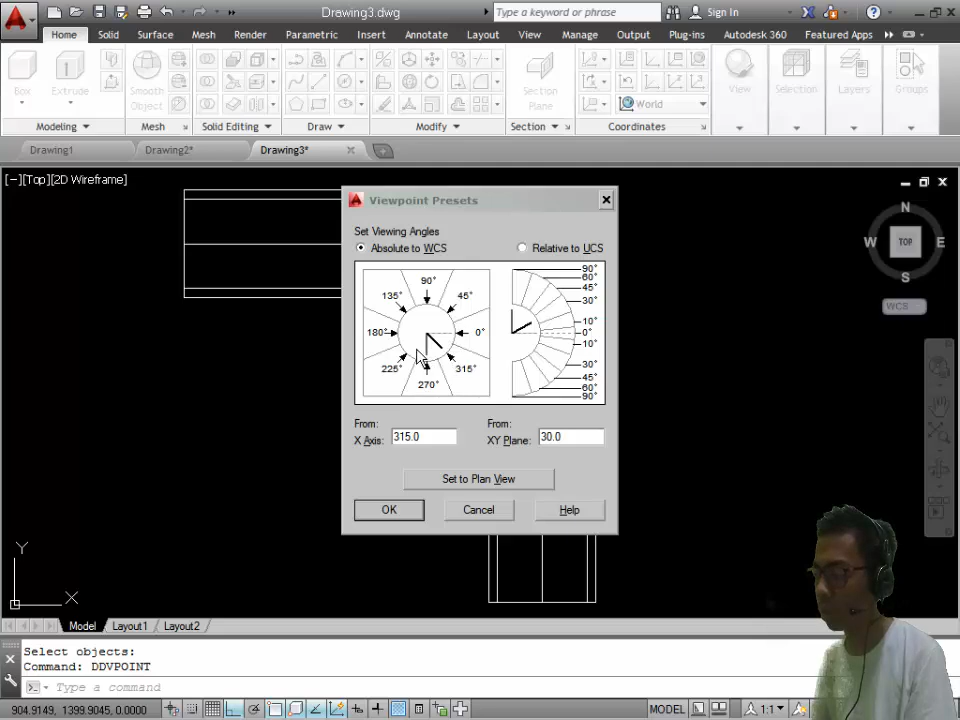 Drawing3.dwg
Type a keyword or phrase
Sign In
Home Solid Surface Mesh Render Parametric Insert Annotate Layout View Manage Output Plug-ins Autodesk 360 Featured Apps
Box Extrude Smooth Object Section Plane World View Selection Layers Groups
Modeling Mesh Solid Editing Draw Modify Section Coordinates
Drawing1 Drawing2* Drawing3*
[−][Top][2D Wireframe]
Viewpoint Presets
Set Viewing Angles
Absolute to WCS Relative to UCS
90°
135° 45°
180° 0°
225° 315°
270°
90°
60°
45°
30°
10°
0°
10°
30°
45°
60°
90°
From:
X Axis: 315.0
From:
XY Plane: 30.0
Set to Plan View
OK Cancel Help
N
W TOP E
S
WCS
Y
X
Model Layout1 Layout2
Select objects:
Command: DDVPOINT
Type a command
904.9149, 1399.9045, 0.0000
MODEL
1:1